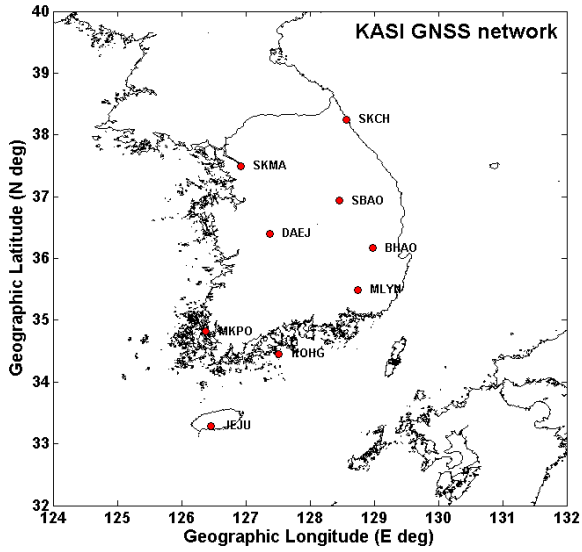 KASI GNSS network
40
39
38
37
36
35
34
33
32
Geographic Latitude (N deg)
SKCH
SKMA
SBAO
DAEJ
BHAO
MLYN
MKPO
KOHG
JEJU
124 125 126 127 128 129 130 131 132
Geographic Longitude (E deg)